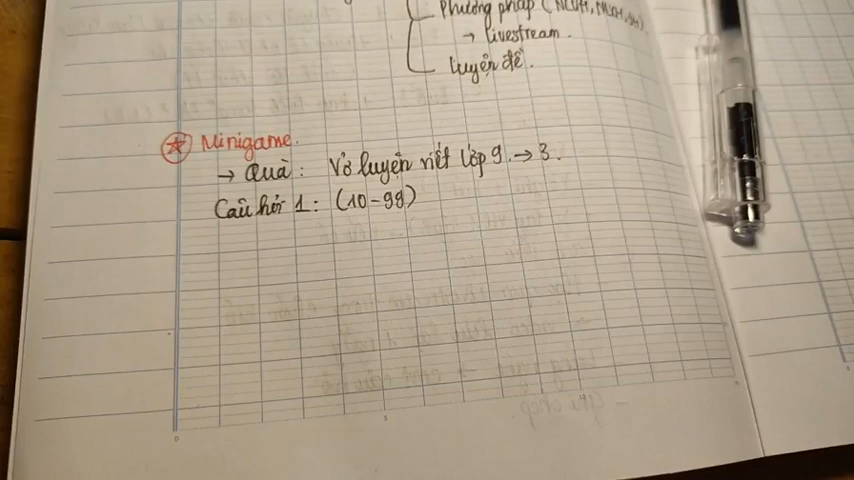 phương pháp (NLVH, NLXH, ĐH).
→ livestream.
luyện đề.
Minigame.
→ Quà: Vở luyện viết lớp 9. → 3.
Câu hỏi 1: (10-99)